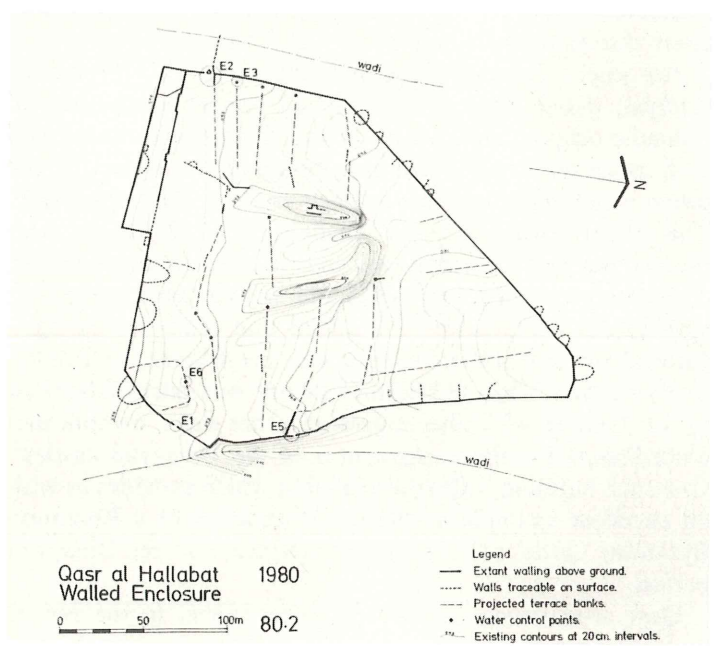 wadi
E2
E3
N
E6
E1
E5
wadi
Qasr al Hallabat 1980
Walled Enclosure
0 50 100m 80·2
Legend
Extant walling above ground.
Walls traceable on surface.
Projected terrace banks.
Water control points.
Existing contours at 20cm. intervals.